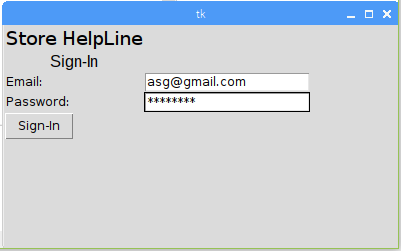 tk
Store HelpLine
Sign-In
Email: asg@gmail.com
Password: ********
Sign-In